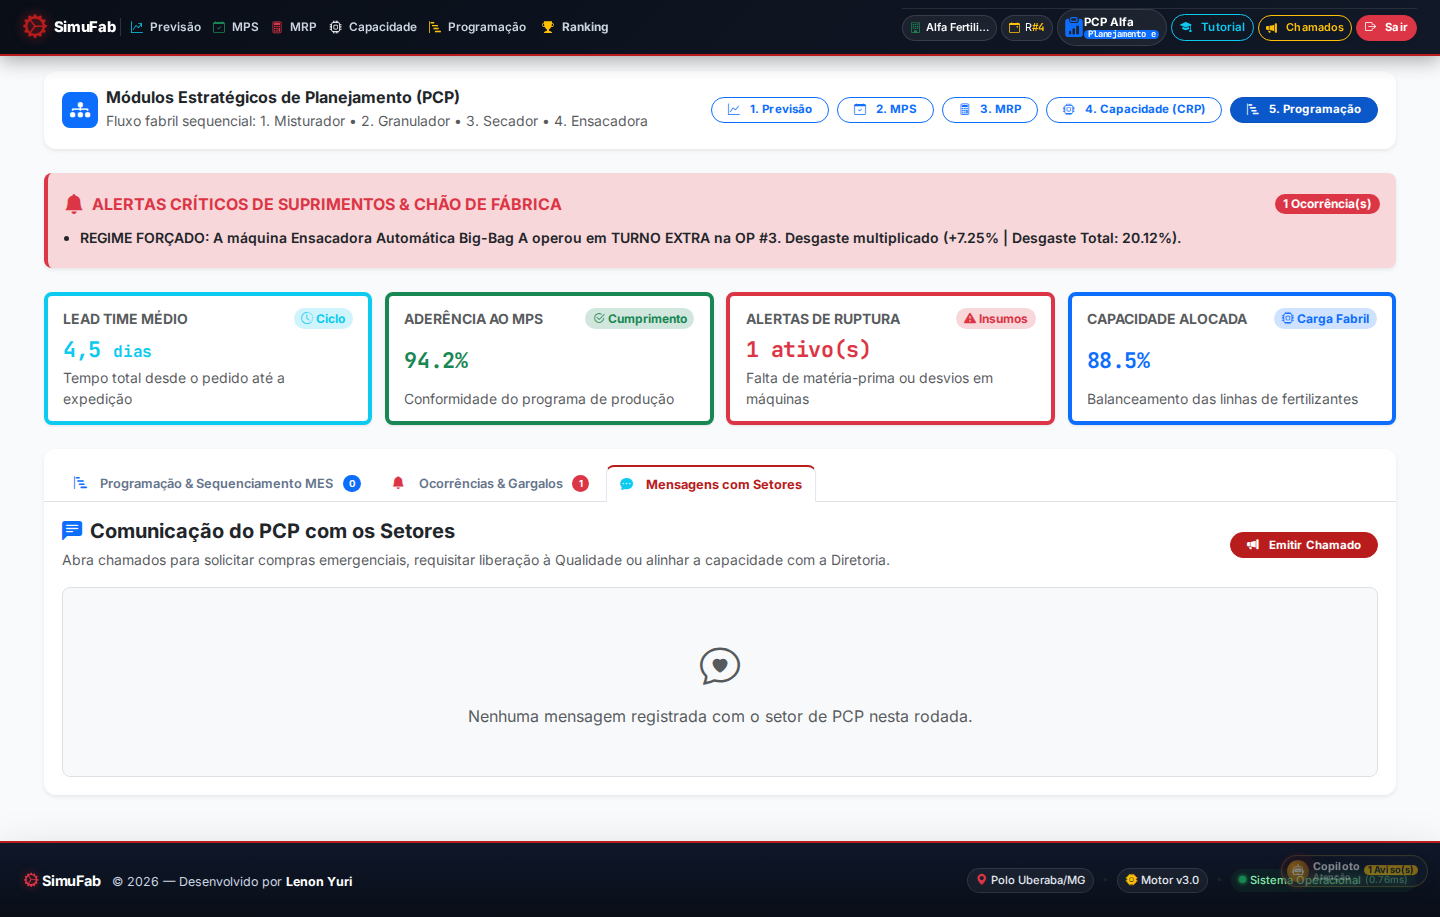 SimuFab
Previsão
MPS
MRP
Capacidade
Programação
Ranking
Alfa Fertili...
R#4
PCP Alfa
Planejamento e
Tutorial
Chamados
Sair
Módulos Estratégicos de Planejamento (PCP)
Fluxo fabril sequencial: 1. Misturador • 2. Granulador • 3. Secador • 4. Ensacadora
1. Previsão
2. MPS
3. MRP
4. Capacidade (CRP)
5. Programação
ALERTAS CRÍTICOS DE SUPRIMENTOS & CHÃO DE FÁBRICA
1 Ocorrência(s)
• REGIME FORÇADO: A máquina Ensacadora Automática Big-Bag A operou em TURNO EXTRA na OP #3. Desgaste multiplicado (+7.25% | Desgaste Total: 20.12%).
LEAD TIME MÉDIO
Ciclo
4,5 dias
Tempo total desde o pedido até a
expedição
ADERÊNCIA AO MPS
Cumprimento
94.2%
Conformidade do programa de produção
ALERTAS DE RUPTURA
Insumos
1 ativo(s)
Falta de matéria-prima ou desvios em
máquinas
CAPACIDADE ALOCADA
Carga Fabril
88.5%
Balanceamento das linhas de fertilizantes
Programação & Sequenciamento MES 0
Ocorrências & Gargalos 1
Mensagens com Setores
Comunicação do PCP com os Setores
Abra chamados para solicitar compras emergenciais, requisitar liberação à Qualidade ou alinhar a capacidade com a Diretoria.
Emitir Chamado
Nenhuma mensagem registrada com o setor de PCP nesta rodada.
SimuFab
© 2026 — Desenvolvido por Lenon Yuri
Polo Uberaba/MG
Motor v3.0
Sistema Operacional (0.76ms)
Copiloto
Atenção
1 Aviso(s)